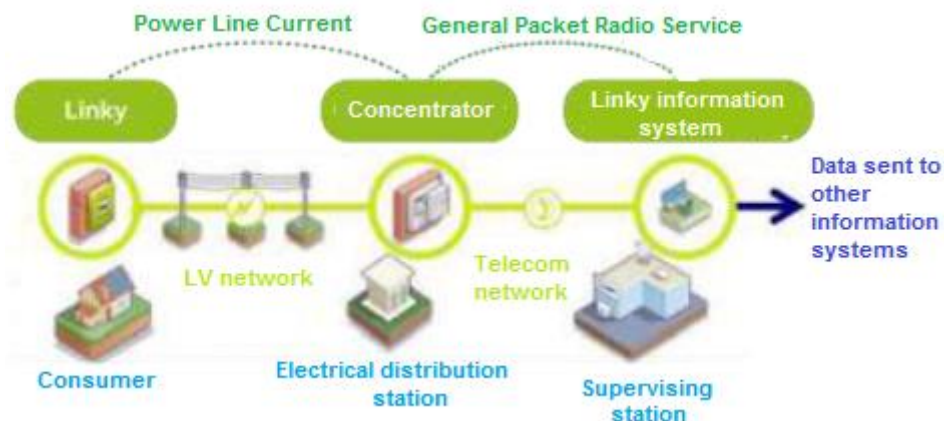 Power Line Current
General Packet Radio Service
Linky
Concentrator
Linky information
system
Data sent to
other
information
systems
LV network
Telecom
network
Consumer
Electrical distribution
station
Supervising
station